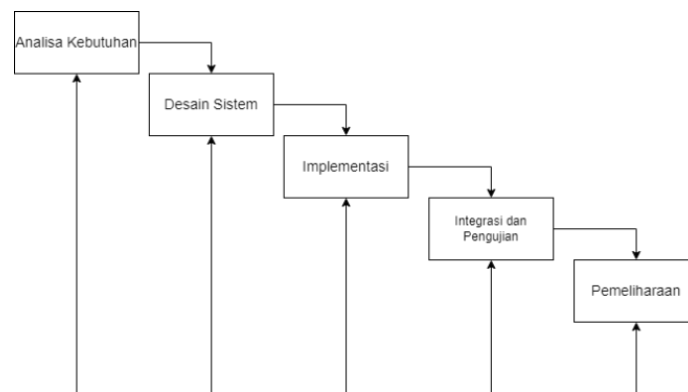 Analisa Kebutuhan
Desain Sistem
Implementasi
Integrasi dan
Pengujian
Pemeliharaan